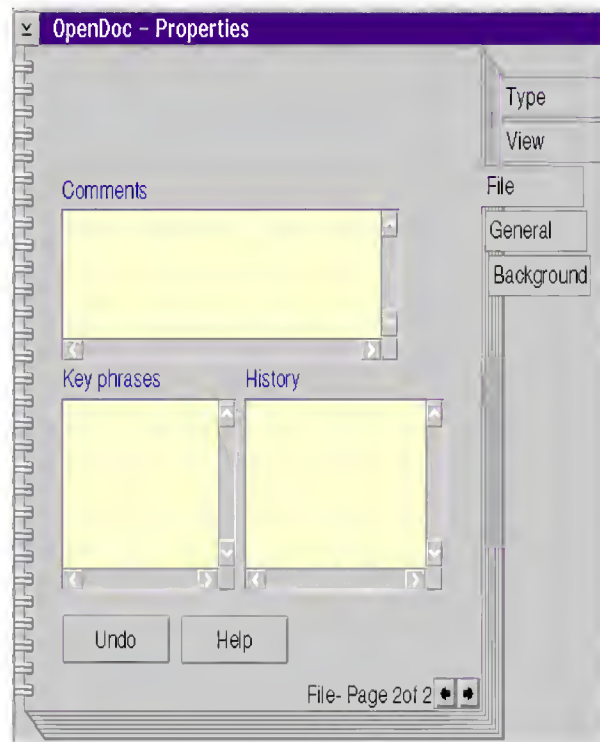 OpenDoc – Properties
Type
View
File
General
Background
Comments
Key phrases History
Undo Help
File- Page 2of 2